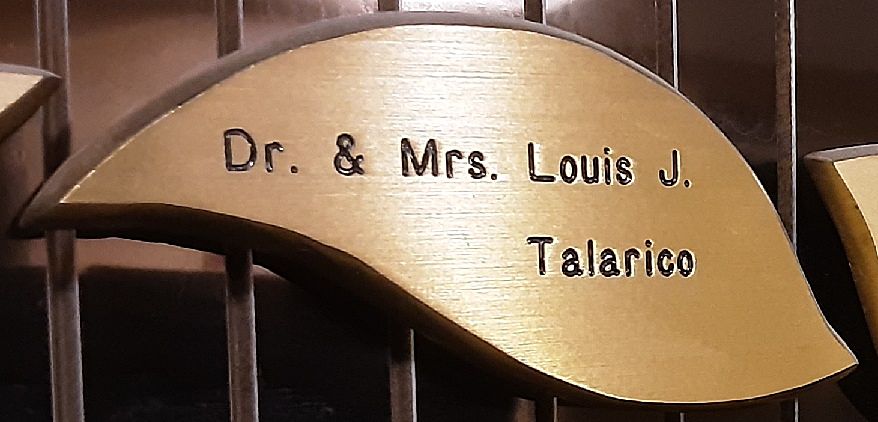 Dr. & Mrs. Louis J.
Talarico